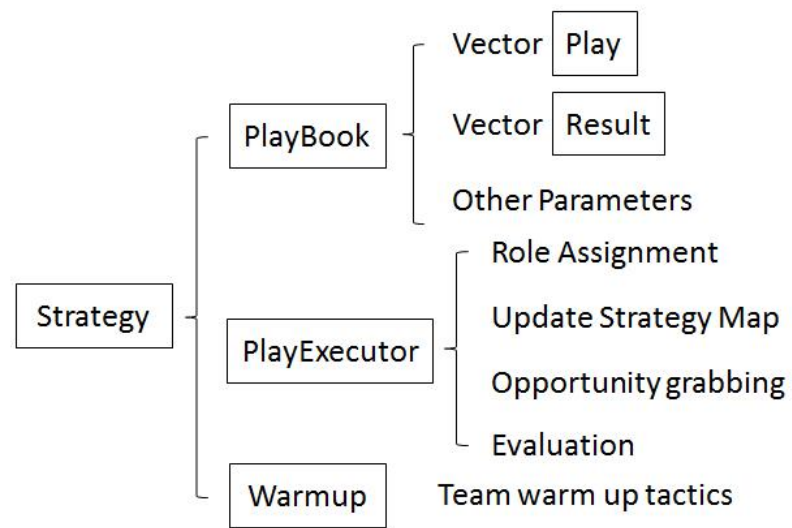 Vector Play
PlayBook
Vector Result
Other Parameters
Role Assignment
Strategy
Update Strategy Map
PlayExecutor
Opportunity grabbing
Evaluation
Warmup
Team warm up tactics